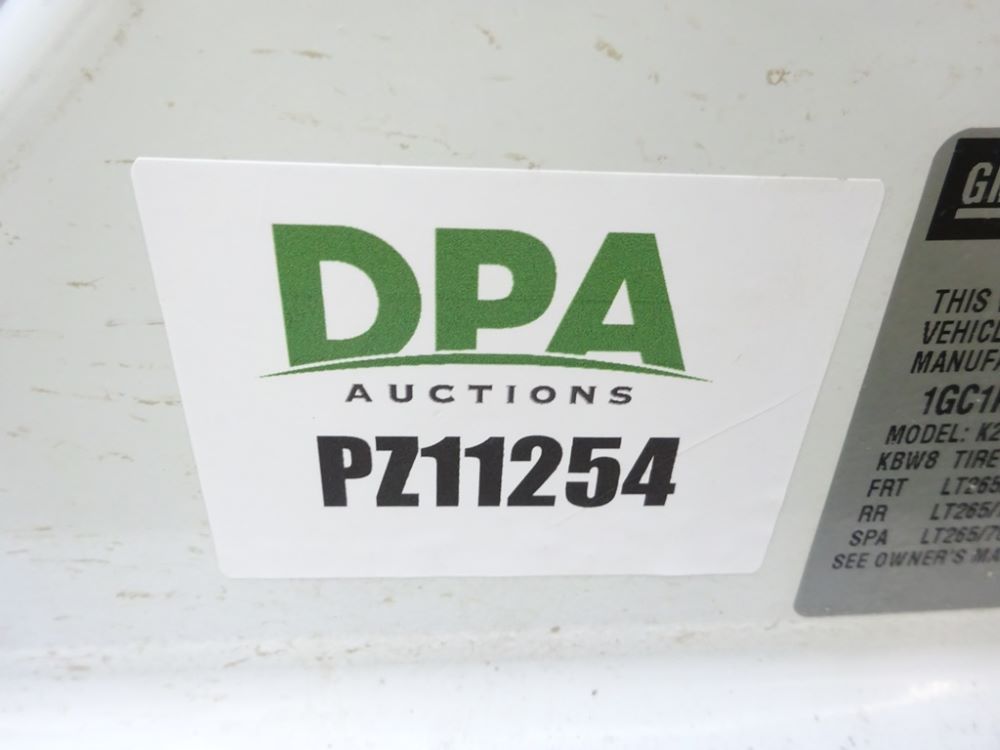 DPA
AUCTIONS
PZ11254
THIS
VEHICL
MANUFA
1GC1
MODEL: K2
KBW8 TIRE
FRT LT265
RR LT265/
SPA LT265/7
SEE OWNER'S MA